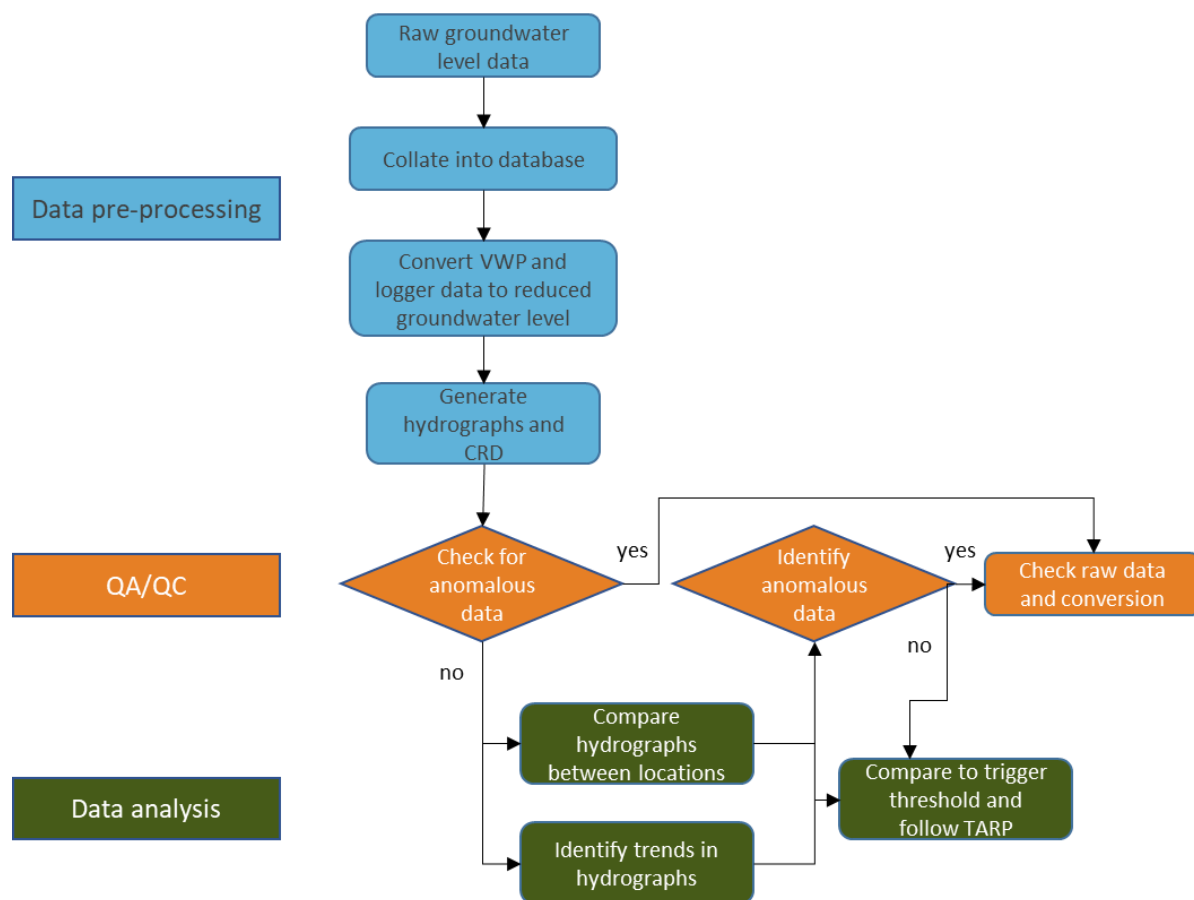 Raw groundwater
level data
Collate into database
Data pre-processing
Convert VWP and
logger data to reduced
groundwater level
Generate
hydrographs and
CRD
QA/QC
Check for
anomalous
data
yes
no
Identify
anomalous
data
yes
no
Check raw data
and conversion
Data analysis
Compare
hydrographs
between locations
Identify trends in
hydrographs
Compare to trigger
threshold and
follow TARP